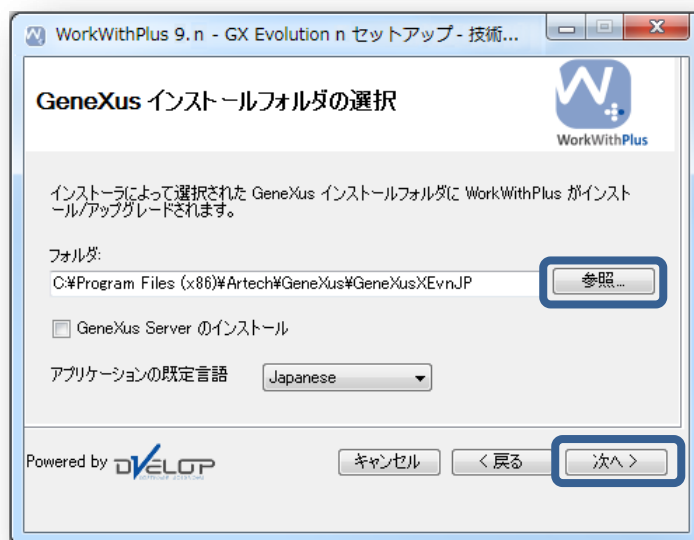 WorkWithPlus 9.n - GX Evolution n セットアップ - 技術...
GeneXus インストールフォルダの選択
WorkWithPlus
インストーラによって選択された GeneXus インストールフォルダに WorkWithPlus がインスト
ール/アップグレードされます。
フォルダ:
C:¥Program Files (x86)¥Artech¥GeneXus¥GeneXusXEvnJP
参照...
GeneXus Server のインストール
アプリケーションの既定言語
Japanese
Powered by DVELOP
SOFTWARE SOLUTIONS
キャンセル
< 戻る
次へ >